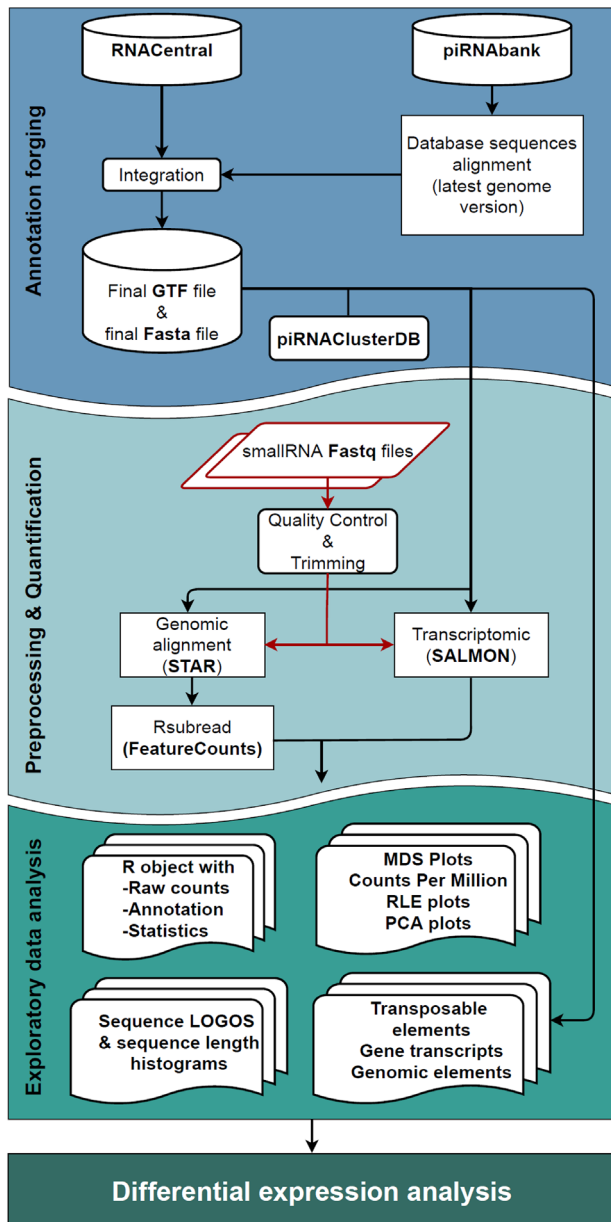 RNACentral
piRNAbank
Annotation forging
Database sequences
alignment
(latest genome
version)
Integration
Final GTF file
&
final Fasta file
piRNAClusterDB
Preprocessing & Quantification
smallRNA Fastq files
Quality Control
&
Trimming
Genomic
alignment
(STAR)
Transcriptomic
(SALMON)
Rsubread
(FeatureCounts)
Exploratory data analysis
R object with
-Raw counts
-Annotation
-Statistics
MDS Plots
Counts Per Million
RLE plots
PCA plots
Sequence LOGOS
& sequence length
histograms
Transposable
elements
Gene transcripts
Genomic elements
Differential expression analysis